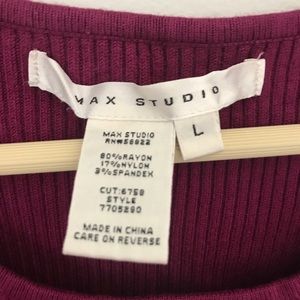 MAX STUDIO
L
MAX STUDIO
RN#56822
80%RAYON
17%NYLON
3%SPANDEX
CUT:6759
STYLE
7705290
MADE IN CHINA
CARE ON REVERSE